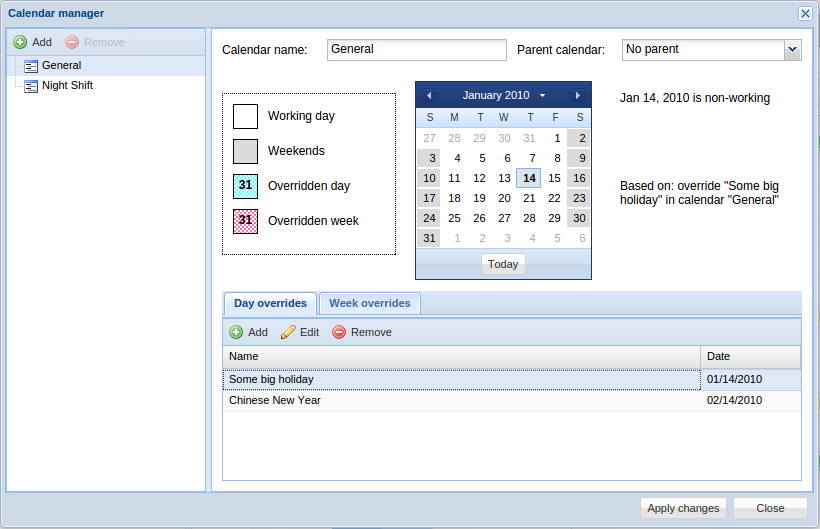 Calendar manager
Add Remove
General
Night Shift
Calendar name: General Parent calendar: No parent
Working day
Weekends
31 Overridden day
31 Overridden week
January 2010
S M T W T F S
27 28 29 30 31 1 2
3 4 5 6 7 8 9
10 11 12 13 14 15 16
17 18 19 20 21 22 23
24 25 26 27 28 29 30
31 1 2 3 4 5 6
Today
Jan 14, 2010 is non-working
Based on: override "Some big
holiday" in calendar "General"
Day overrides Week overrides
Add Edit Remove
Name Date
Some big holiday 01/14/2010
Chinese New Year 02/14/2010
Apply changes Close